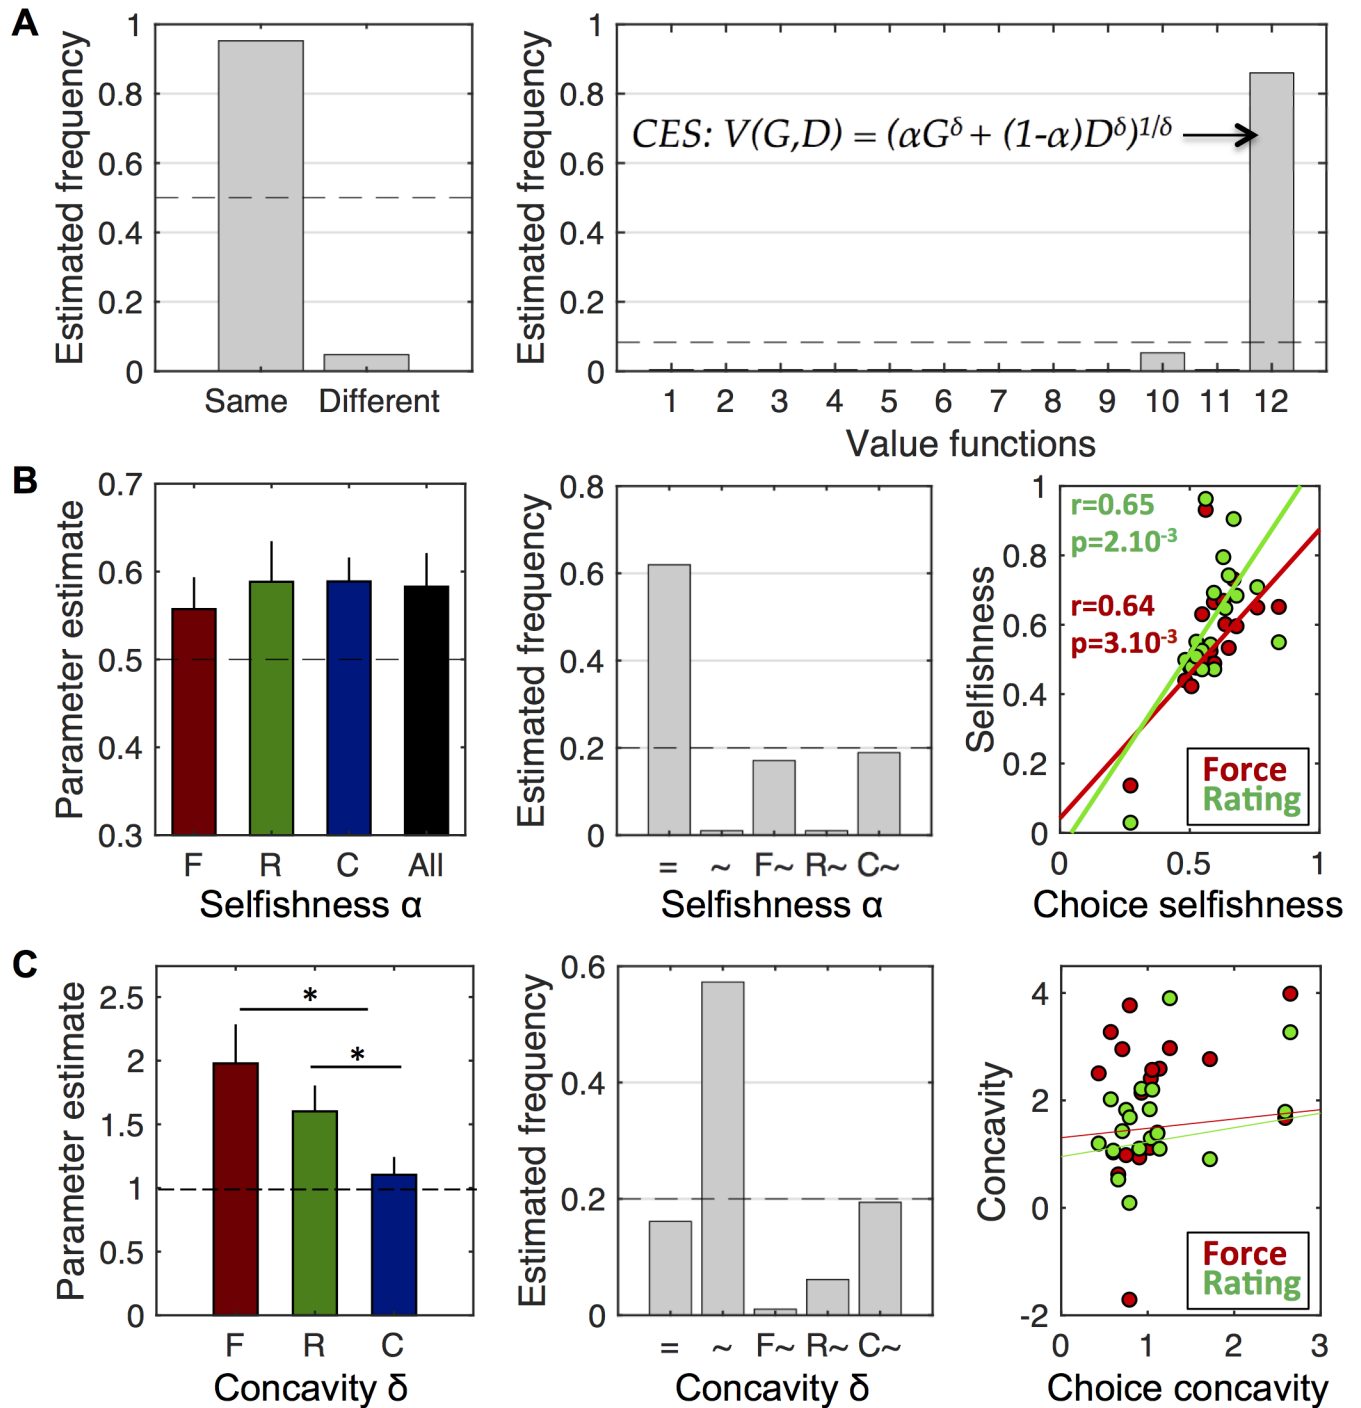 A
1
0.8
0.6
0.4
0.2
0
Estimated frequency
Same Different
1
0.8
0.6
0.4
0.2
0
Estimated frequency
CES: V(G,D) = (αG^δ + (1-α)D^δ)^1/δ
1 2 3 4 5 6 7 8 9 10 11 12
Value functions
B
0.7
0.6
0.5
0.4
0.3
Parameter estimate
F R C All
Selfishness α
0.8
0.6
0.4
0.2
0
Estimated frequency
= ~ F~ R~ C~
Selfishness α
1
0.8
0.6
0.4
0.2
0
Selfishness
r=0.65
p=2.10^-3
r=0.64
p=3.10^-3
Force
Rating
0 0.5 1
Choice selfishness
C
2.5
2
1.5
1
0.5
0
Parameter estimate
*
*
F R C
Concavity δ
0.6
0.4
0.2
0
Estimated frequency
= ~ F~ R~ C~
Concavity δ
4
2
0
-2
Concavity
Force
Rating
0 1 2 3
Choice concavity